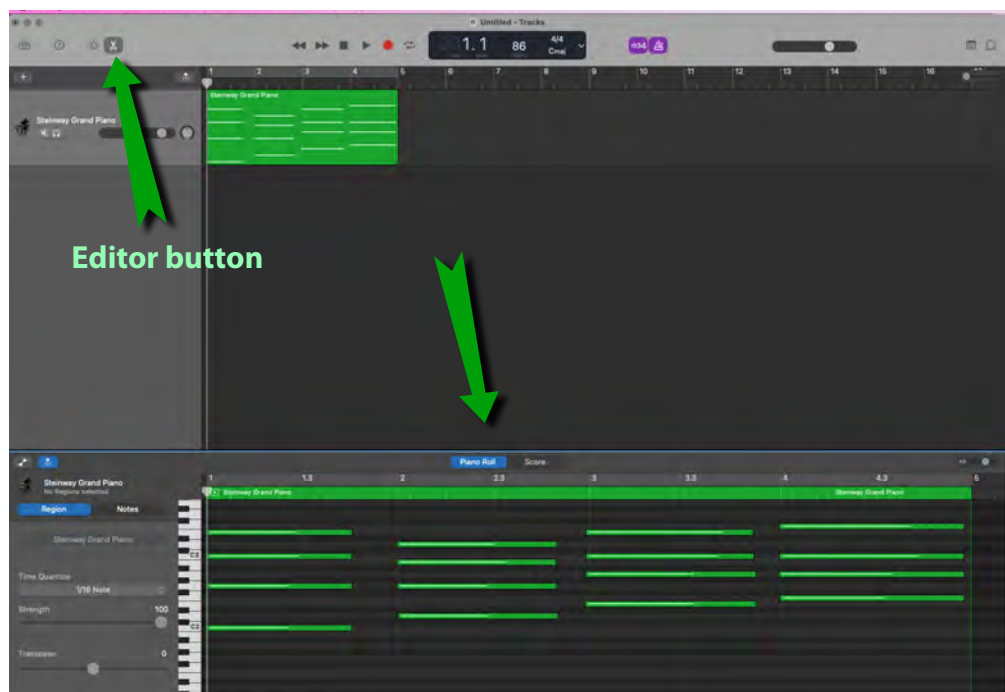 Untitled - Tracks
1.1 86 4/4
Cmaj
1234
1 2 3 4 5 6 7 8 9 10 11 12 13 14 15 16
Steinway Grand Piano
Steinway Grand Piano
Editor button
Piano Roll Score
Steinway Grand Piano
No Regions selected
Region Notes
1 1.3 2 2.3 3 3.3 4 4.3 5
Steinway Grand Piano Steinway Grand Piano
Steinway Grand Piano
C3
Time Quantize
1/16 Note
Strength 100
C2
Transpose 0